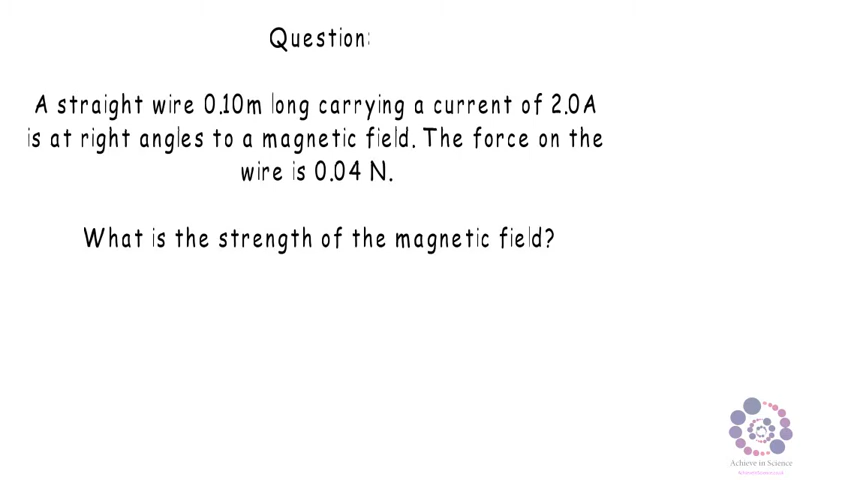 Question:
A straight wire 0.10m long carrying a current of 2.0A
is at right angles to a magnetic field. The force on the
wire is 0.04 N.
What is the strength of the magnetic field?
Achieve in Science